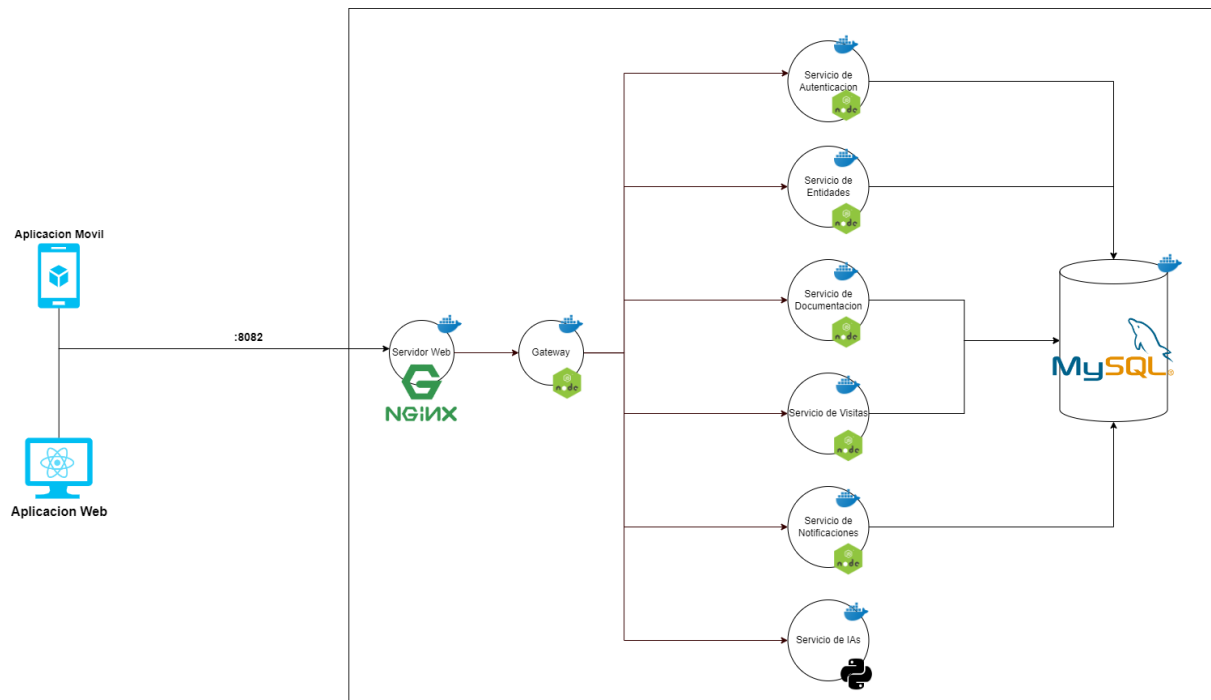 Servicio de
Autenticacion
node
Servicio de
Entidades
node
Aplicacion Movil
Servicio de
Documentacion
node
:8082
Servidor Web
Gateway
NGiNX
node
MySQL
Servicio de Visitas
node
Aplicacion Web
Servicio de
Notificaciones
node
Servicio de IAs